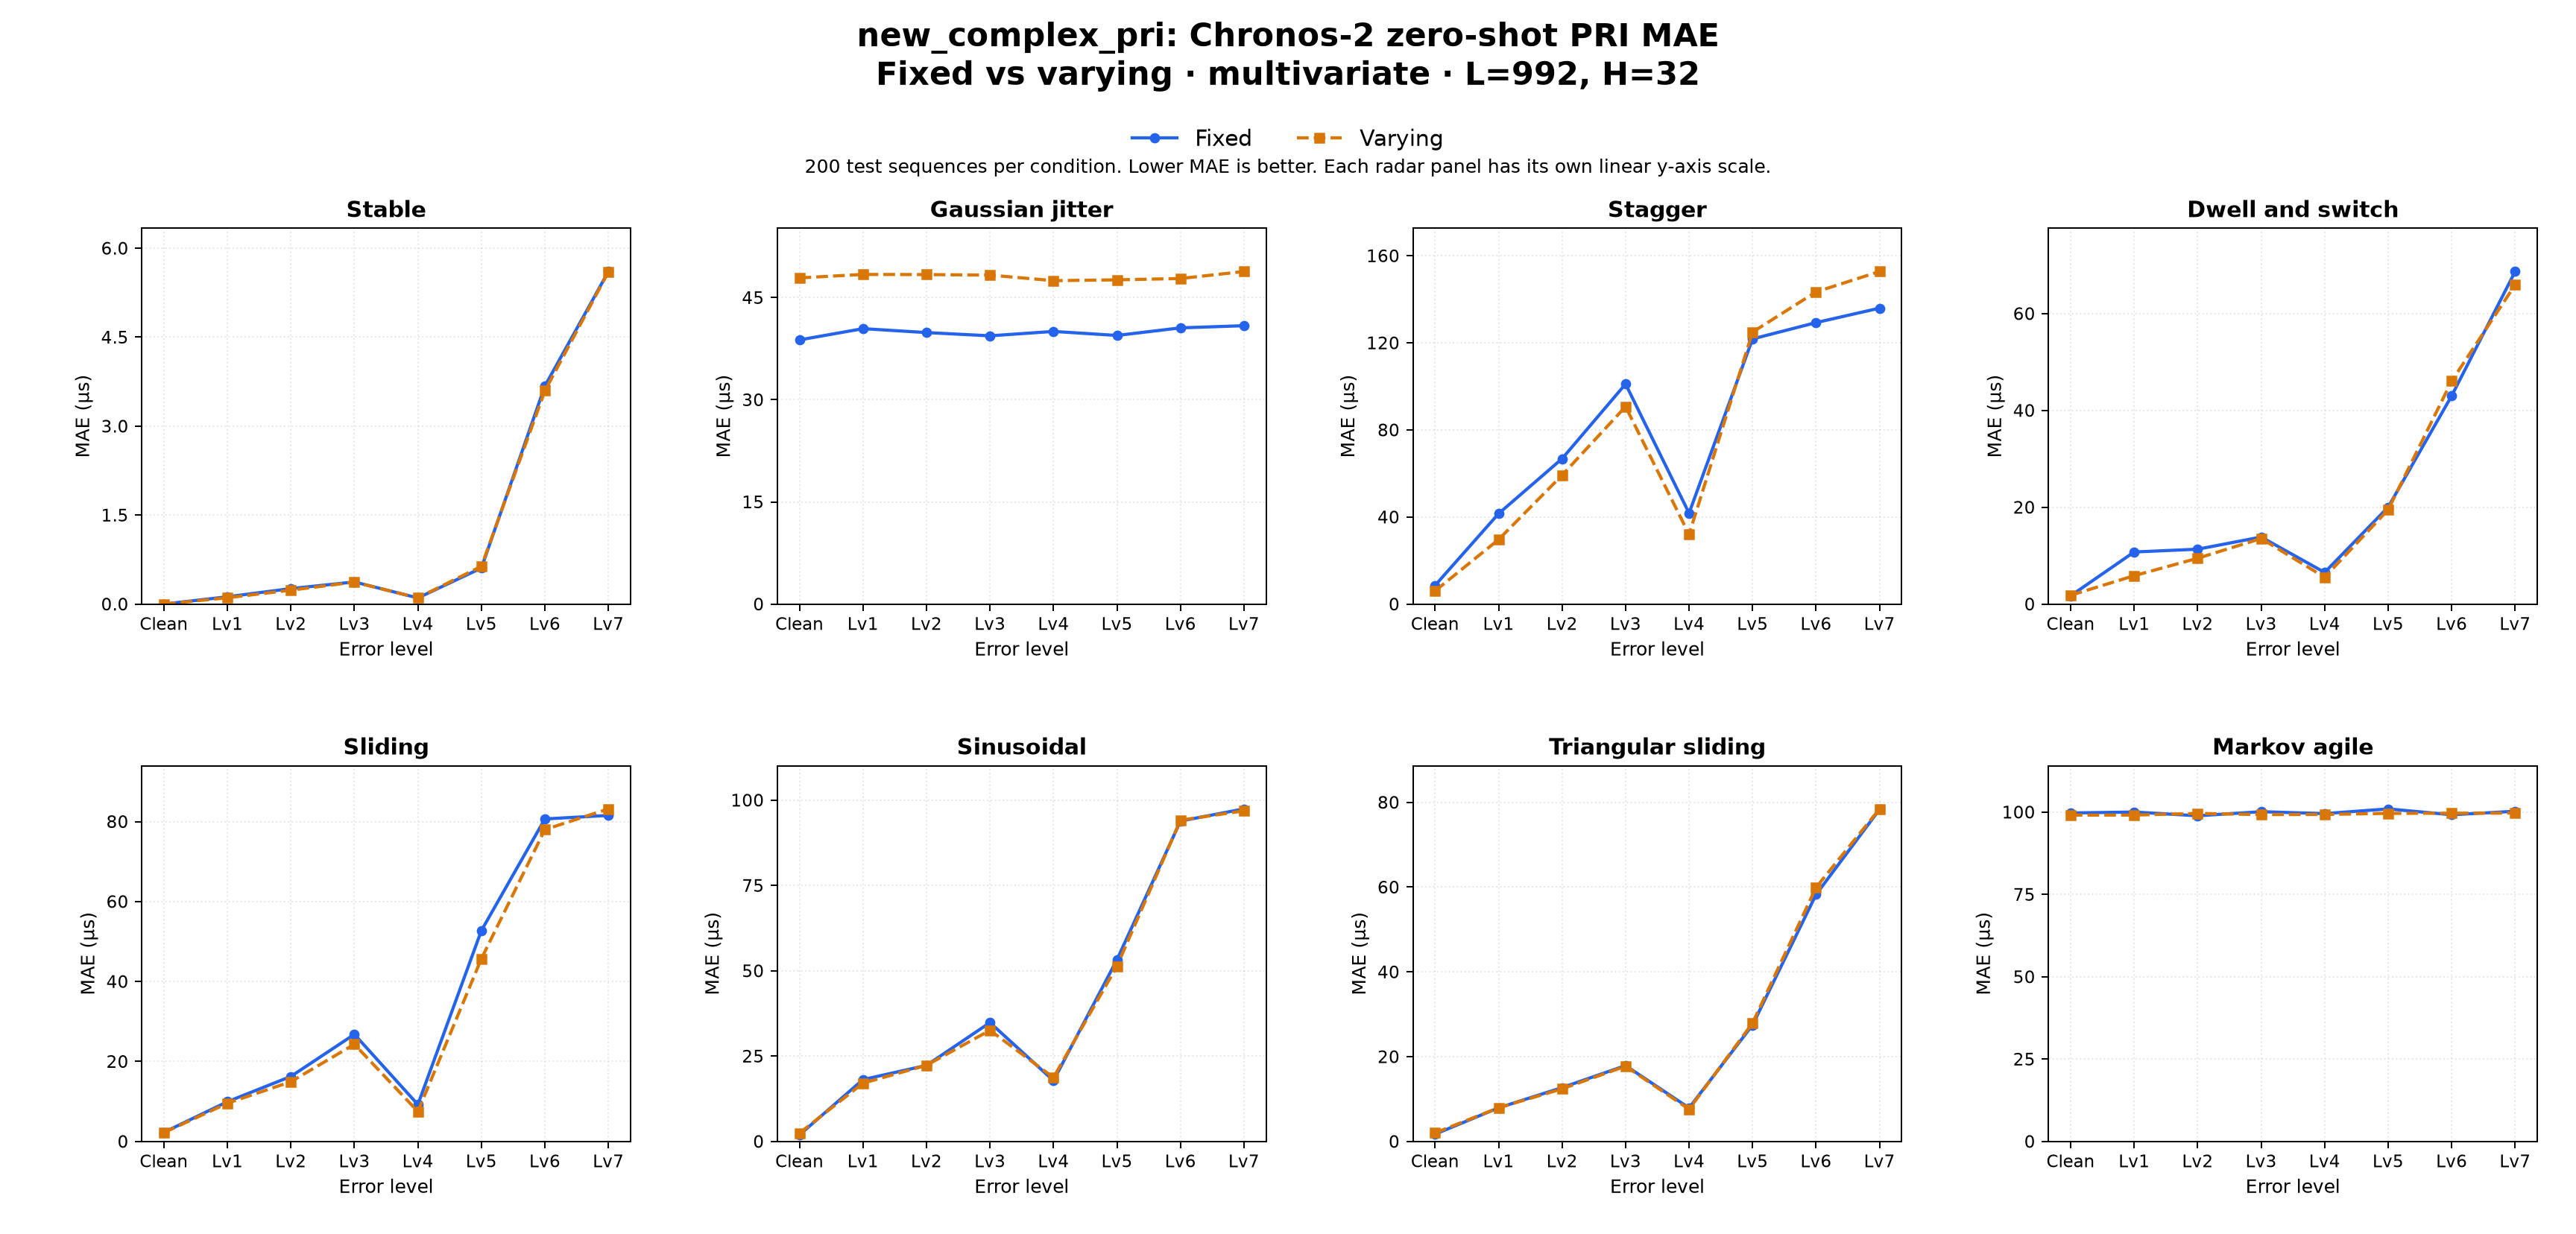 new_complex_pri: Chronos-2 zero-shot PRI MAE
Fixed vs varying · multivariate · L=992, H=32
Fixed Varying
200 test sequences per condition. Lower MAE is better. Each radar panel has its own linear y-axis scale.
Stable
6.0
4.5
3.0
1.5
0.0
MAE (µs)
Clean Lv1 Lv2 Lv3 Lv4 Lv5 Lv6 Lv7
Error level
Gaussian jitter
45
30
15
0
MAE (µs)
Clean Lv1 Lv2 Lv3 Lv4 Lv5 Lv6 Lv7
Error level
Stagger
160
120
80
40
0
MAE (µs)
Clean Lv1 Lv2 Lv3 Lv4 Lv5 Lv6 Lv7
Error level
Dwell and switch
60
40
20
0
MAE (µs)
Clean Lv1 Lv2 Lv3 Lv4 Lv5 Lv6 Lv7
Error level
Sliding
80
60
40
20
0
MAE (µs)
Clean Lv1 Lv2 Lv3 Lv4 Lv5 Lv6 Lv7
Error level
Sinusoidal
100
75
50
25
0
MAE (µs)
Clean Lv1 Lv2 Lv3 Lv4 Lv5 Lv6 Lv7
Error level
Triangular sliding
80
60
40
20
0
MAE (µs)
Clean Lv1 Lv2 Lv3 Lv4 Lv5 Lv6 Lv7
Error level
Markov agile
100
75
50
25
0
MAE (µs)
Clean Lv1 Lv2 Lv3 Lv4 Lv5 Lv6 Lv7
Error level